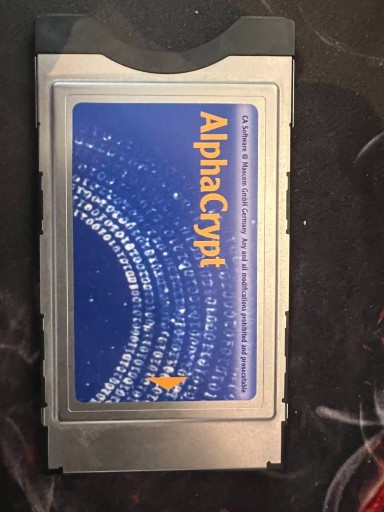 CA Software @ Mascom GmbH Germany Any and all modifications prohibited and prosecutable
AlphaCrypt